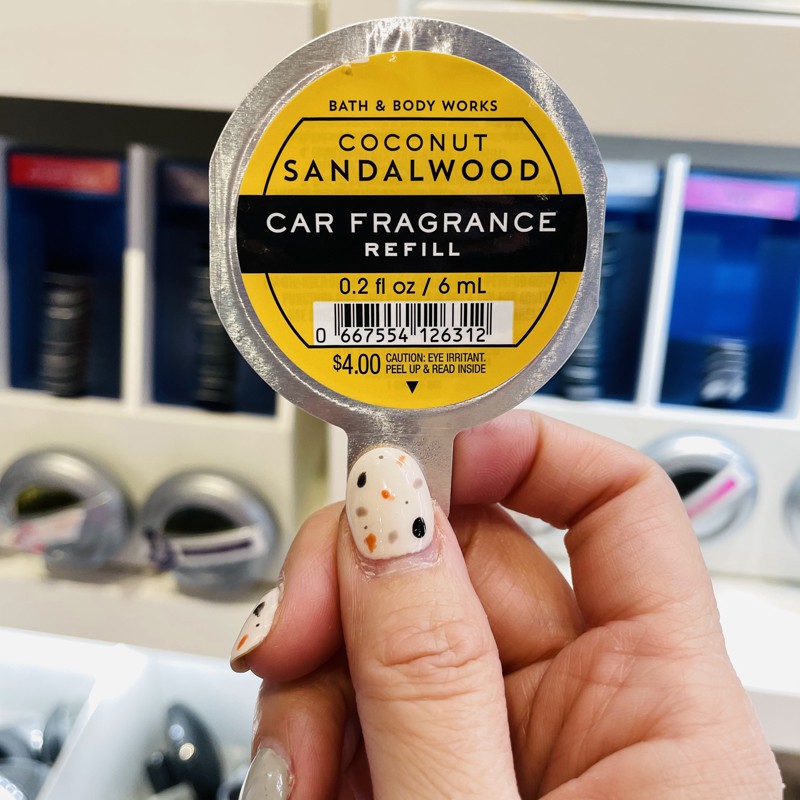 BATH & BODY WORKS
COCONUT
SANDALWOOD
CAR FRAGRANCE
REFILL
0.2 fl oz / 6 mL
0 667554 126312
$4.00 CAUTION: EYE IRRITANT.
PEEL UP & READ INSIDE